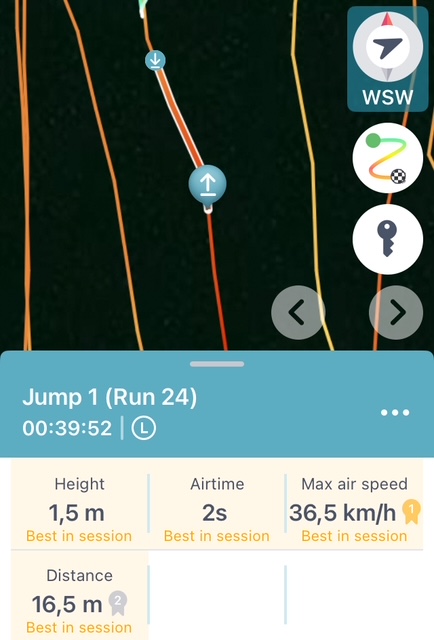 WSW
Jump 1 (Run 24)
00:39:52 | L
Height
1,5 m
Best in session
Airtime
2s
Best in session
Max air speed
36,5 km/h 1
Best in session
Distance
16,5 m 2
Best in session